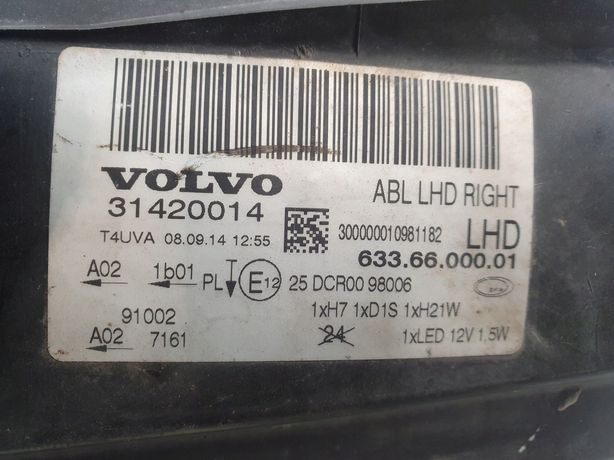 VOLVO
31420014
ABL LHD RIGHT
300000010981182 LHD
T4UVA 08.09.14 12:55
633.66.000.01
A02 1b01 PL E12 25 DCR00 98006
1xH7 1xD1S 1xH21W
91002
24 1xLED 12V 1.5W
A02 7161